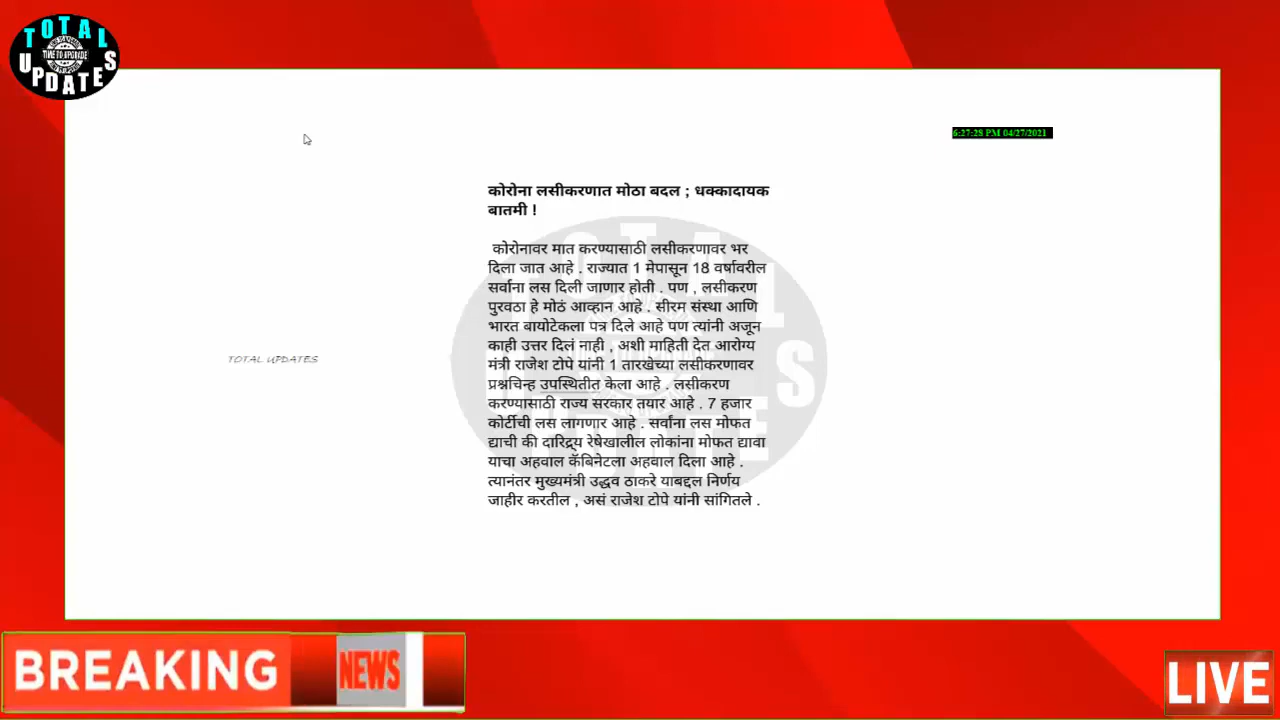 TOTAL
TIME TO UPGRADE
UPDATES
6:27:28 PM 04/27/2021
कोरोना लसीकरणात मोठा बदल ; धक्कादायक
बातमी !
कोरोनावर मात करण्यासाठी लसीकरणावर भर
दिला जात आहे . राज्यात 1 मेपासून 18 वर्षावरील
सर्वाना लस दिली जाणार होती . पण , लसीकरण
पुरवठा हे मोठं आव्हान आहे . सीरम संस्था आणि
भारत बायोटेकला पत्र दिले आहे पण त्यांनी अजून
काही उत्तर दिलं नाही , अशी माहिती देत आरोग्य
मंत्री राजेश टोपे यांनी 1 तारखेच्या लसीकरणावर
प्रश्नचिन्ह उपस्थितीत केला आहे . लसीकरण
करण्यासाठी राज्य सरकार तयार आहे . 7 हजार
कोर्टीची लस लागणार आहे . सर्वांना लस मोफत
द्याची की दारिद्र्य रेषेखालील लोकांना मोफत द्यावा
याचा अहवाल कॅबिनेटला अहवाल दिला आहे .
त्यानंतर मुख्यमंत्री उद्धव ठाकरे याबद्दल निर्णय
जाहीर करतील , असं राजेश टोपे यांनी सांगितले .
TOTAL UPDATES
TOTAL
UPDATES
BREAKING NEWS
LIVE